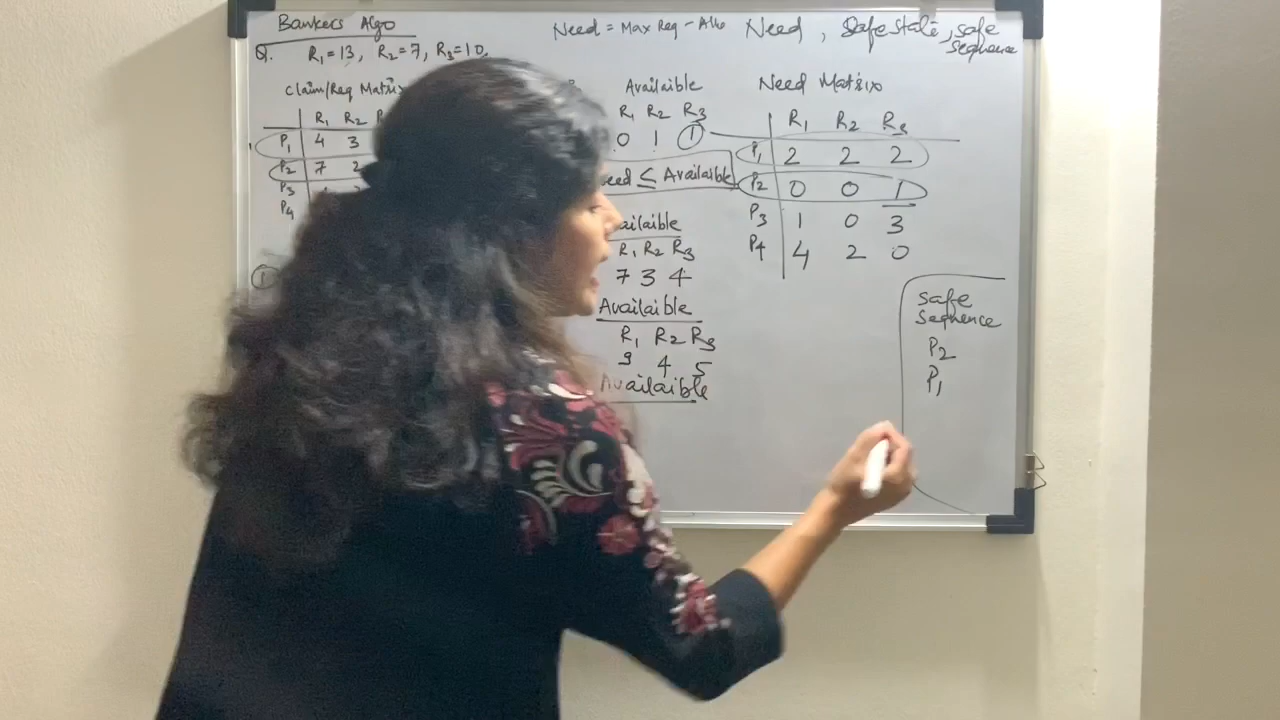 Bankers Algo
Need = Max Req - Allo
Need, Safe state, safe sequence
Q. R1 = 13, R2 = 7, R3 = 10,
Claim/Req Matrix
R1 R2
P1 4 3
P2 7 2
P3
P4
Available
R1 R2 R3
0 1 1
Need ≤ Available
Availaible
R1 R2 R3
7 3 4
Availaible
R1 R2 R3
9 4 5
Availaible
Need Matrix
R1 R2 R3
P1 2 2 2
P2 0 0 1
P3 1 0 3
P4 4 2 0
safe
sequence
P2
P1